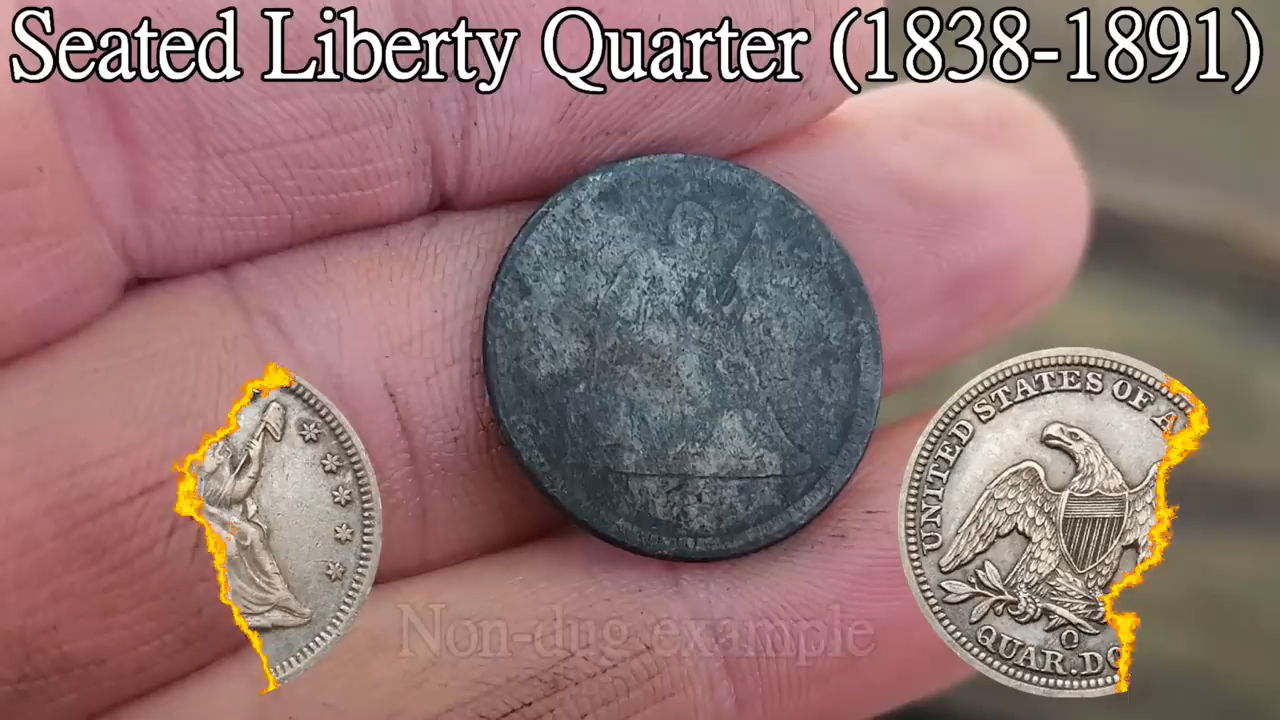 Seated Liberty Quarter (1838-1891)
UNITED STATES OF A
O
QUAR.DO
Non-dug example